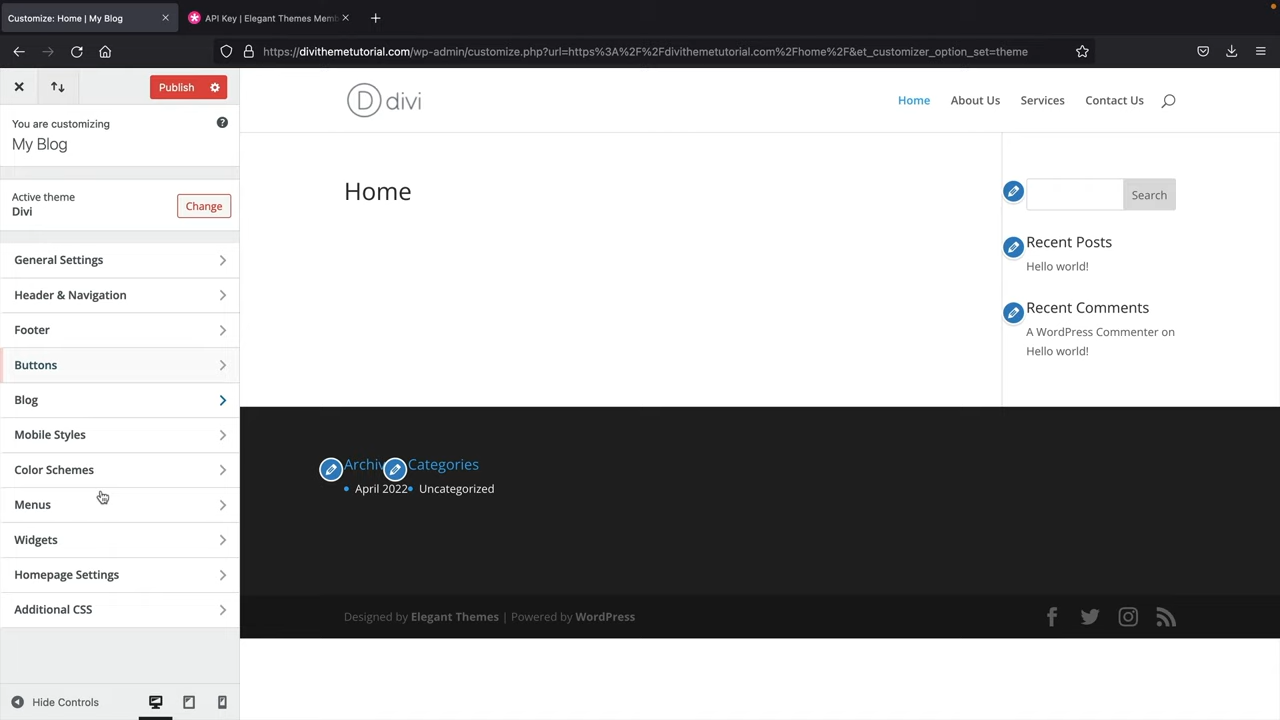 Customize: Home | My Blog
API Key | Elegant Themes Memb
https://divithemetutorial.com/wp-admin/customize.php?url=https%3A%2F%2Fdivithemetutorial.com%2Fhome%2F&et_customizer_option_set=theme
Publish
You are customizing
My Blog
Active theme
Divi
Change
General Settings
Header & Navigation
Footer
Buttons
Blog
Mobile Styles
Color Schemes
Menus
Widgets
Homepage Settings
Additional CSS
Hide Controls
D divi
Home About Us Services Contact Us
Home
Search
Recent Posts
Hello world!
Recent Comments
A WordPress Commenter on
Hello world!
Archiv Categories
April 2022 Uncategorized
Designed by Elegant Themes | Powered by WordPress